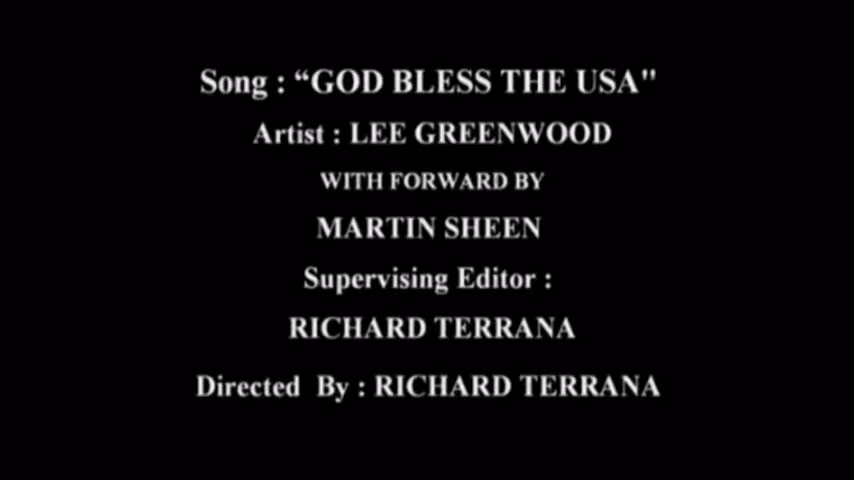 Song : “GOD BLESS THE USA"
Artist : LEE GREENWOOD
WITH FORWARD BY
MARTIN SHEEN
Supervising Editor :
RICHARD TERRANA
Directed  By : RICHARD TERRANA